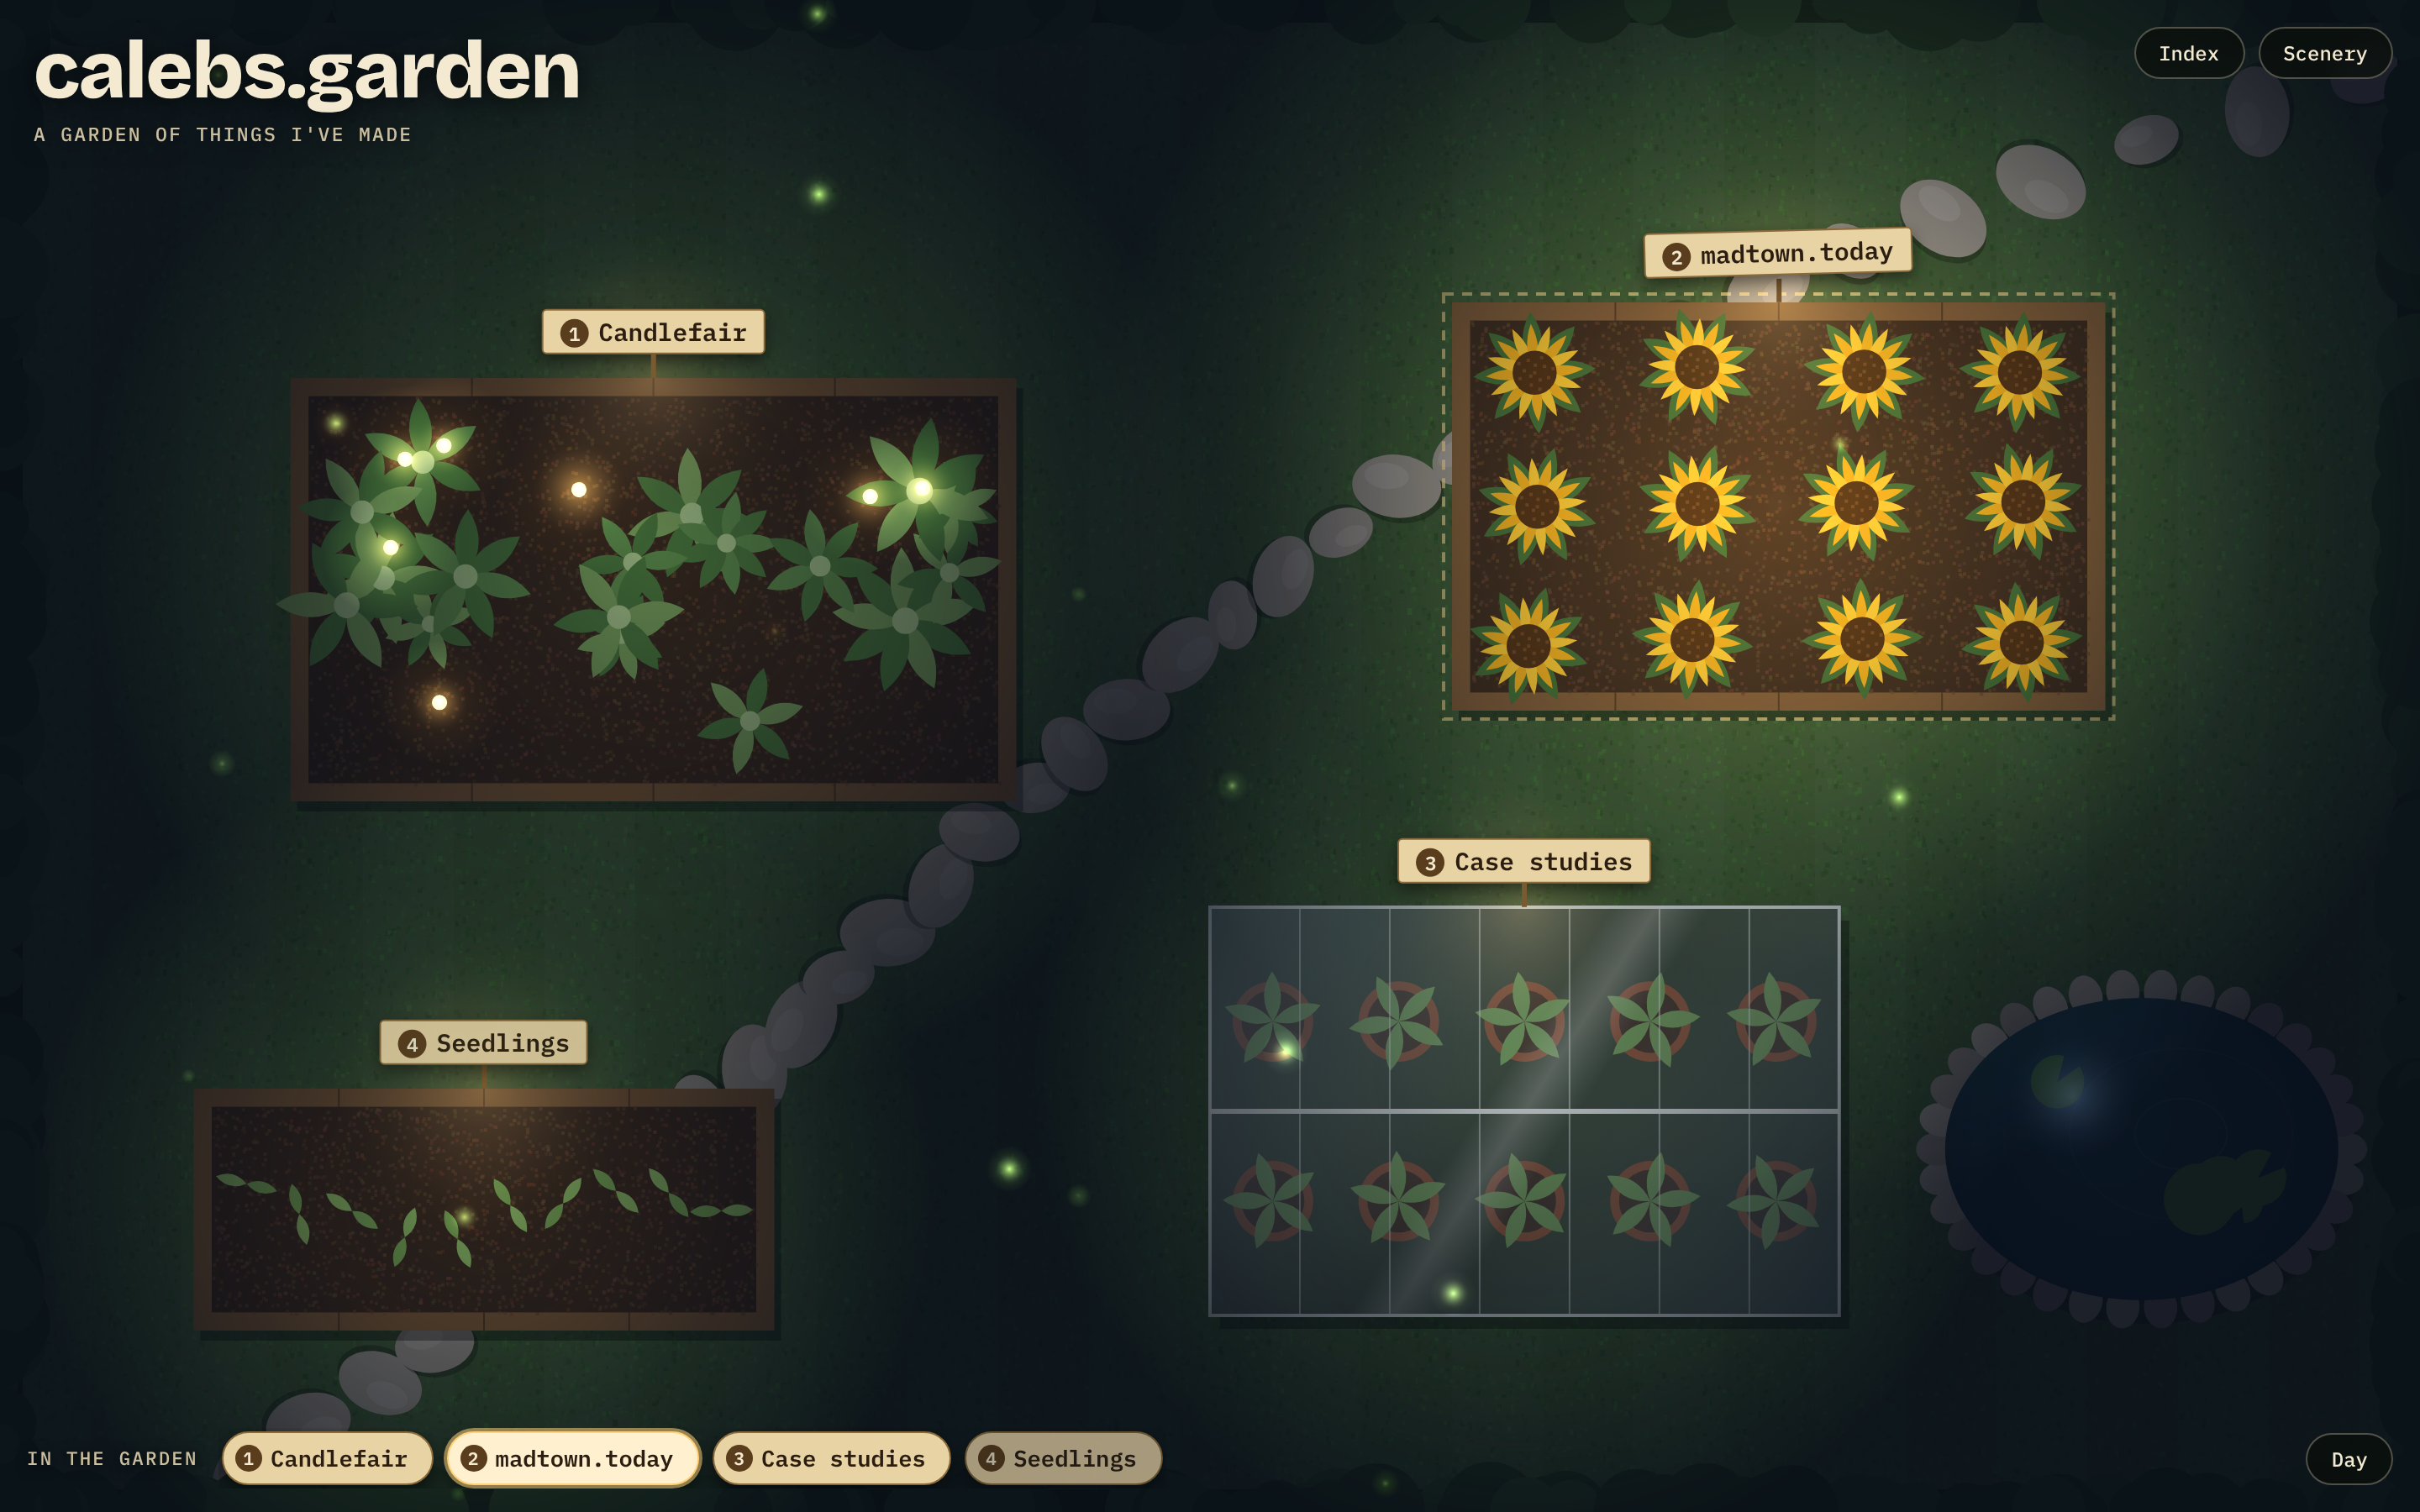 calebs.garden
A GARDEN OF THINGS I'VE MADE
Index
Scenery
2 madtown.today
1 Candlefair
3 Case studies
4 Seedlings
IN THE GARDEN
1 Candlefair
2 madtown.today
3 Case studies
4 Seedlings
Day